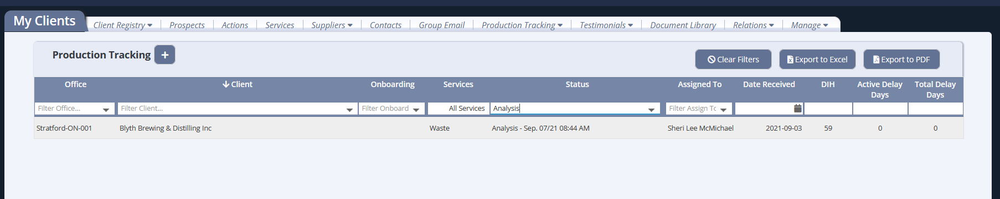 My Clients Client Registry Prospects Actions Services Suppliers Contacts Group Email Production Tracking Testimonials Document Library Relations Manage
Production Tracking + Clear Filters Export to Excel Export to PDF
Office Client Onboarding Services Status Assigned To Date Received DIH Active Delay Days Total Delay Days
Filter Office... Filter Client... Filter Onboard All Services Analysis Filter Assign Tc
Stratford-ON-001 Blyth Brewing & Distilling Inc Waste Analysis - Sep. 07/21 08:44 AM Sheri Lee McMichael 2021-09-03 59 0 0